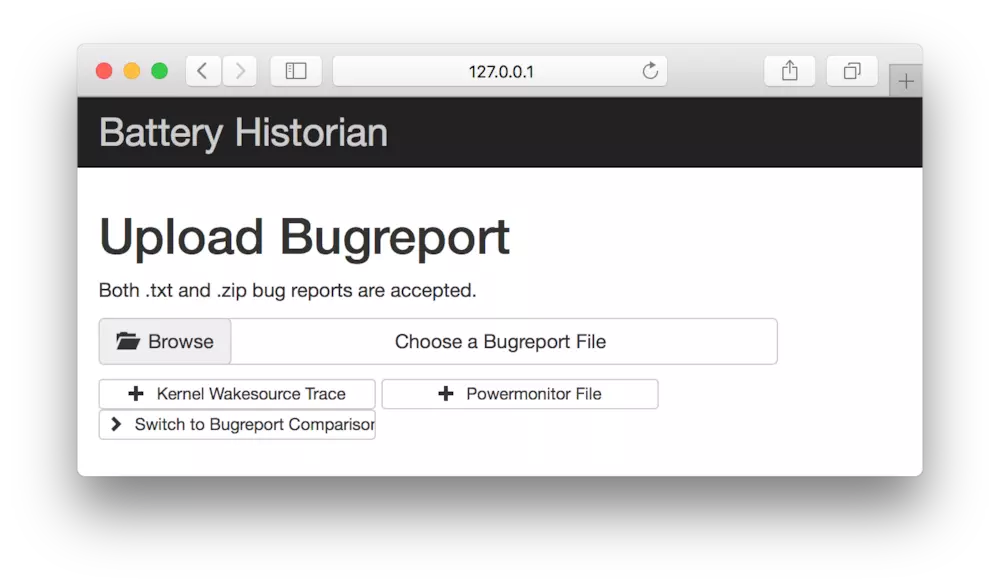 127.0.0.1
Battery Historian
Upload Bugreport
Both .txt and .zip bug reports are accepted.
Browse Choose a Bugreport File
Kernel Wakesource Trace Powermonitor File
Switch to Bugreport Comparison